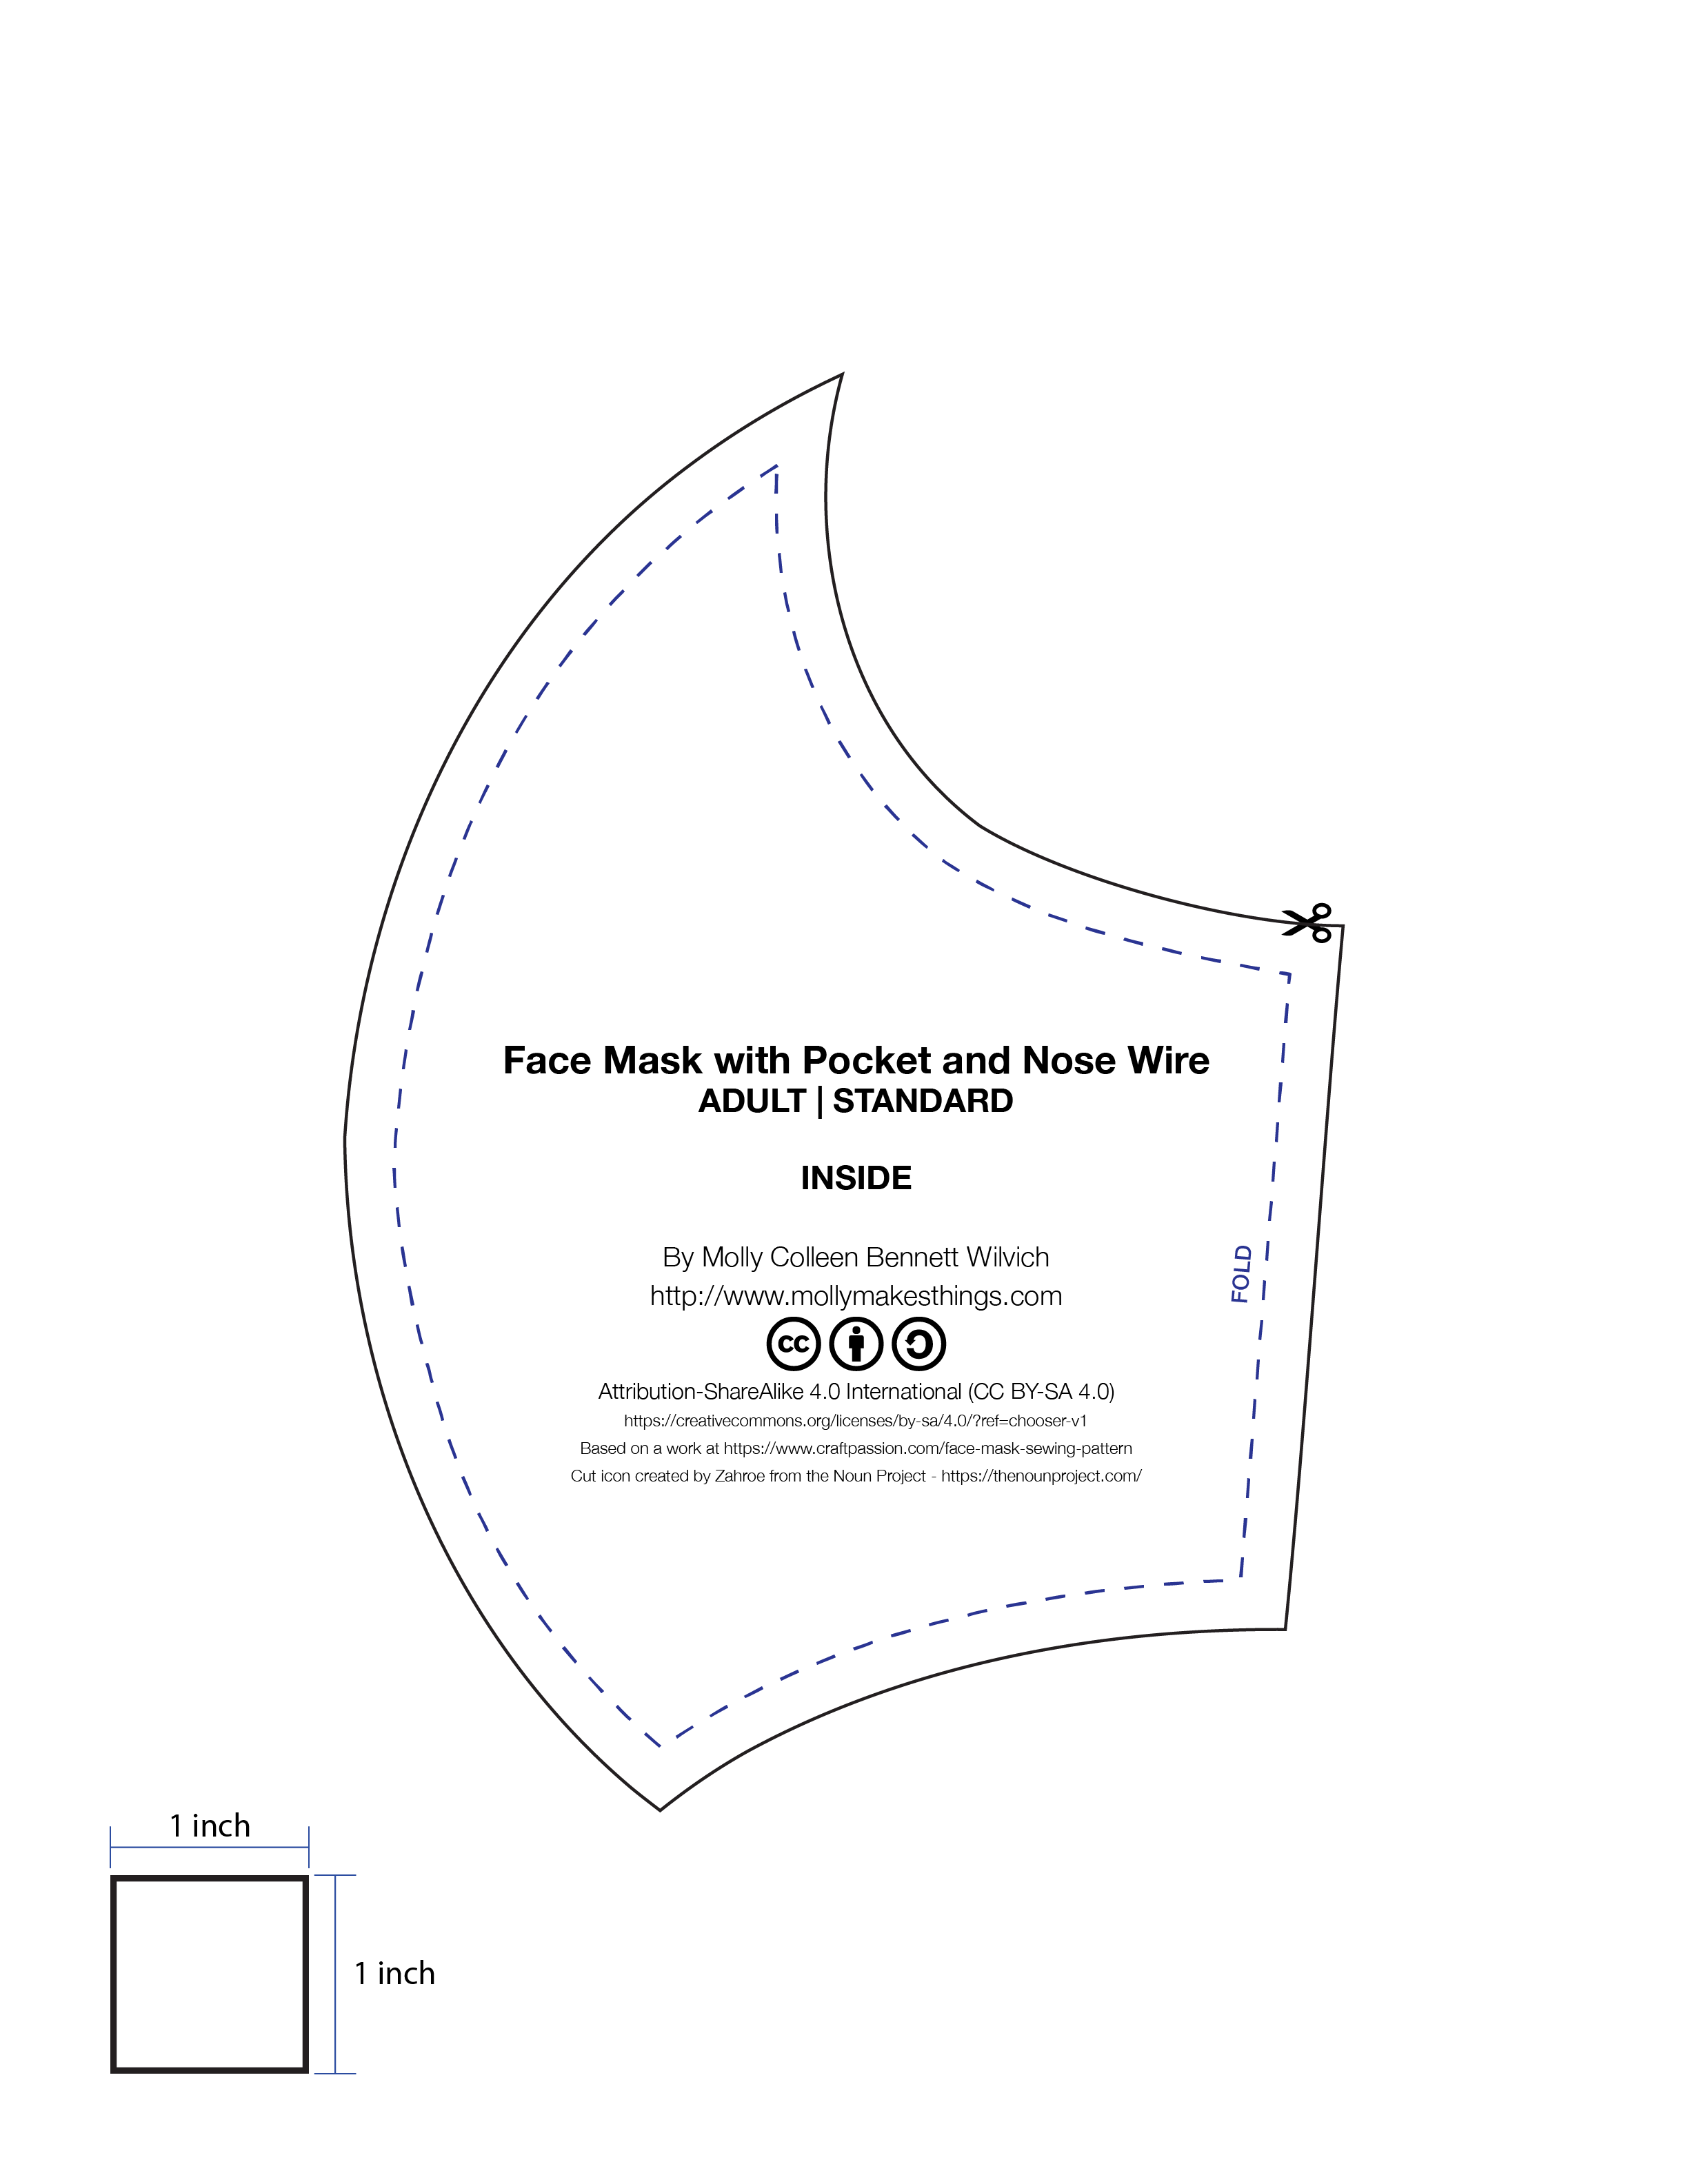 Face Mask with Pocket and Nose Wire
ADULT | STANDARD
INSIDE
By Molly Colleen Bennett Wilvich
http://www.mollymakesthings.com
cc
Attribution-ShareAlike 4.0 International (CC BY-SA 4.0)
https://creativecommons.org/licenses/by-sa/4.0/?ref=chooser-v1
Based on a work at https://www.craftpassion.com/face-mask-sewing-pattern
Cut icon created by Zahroe from the Noun Project - https://thenounproject.com/
FOLD
1 inch
1 inch